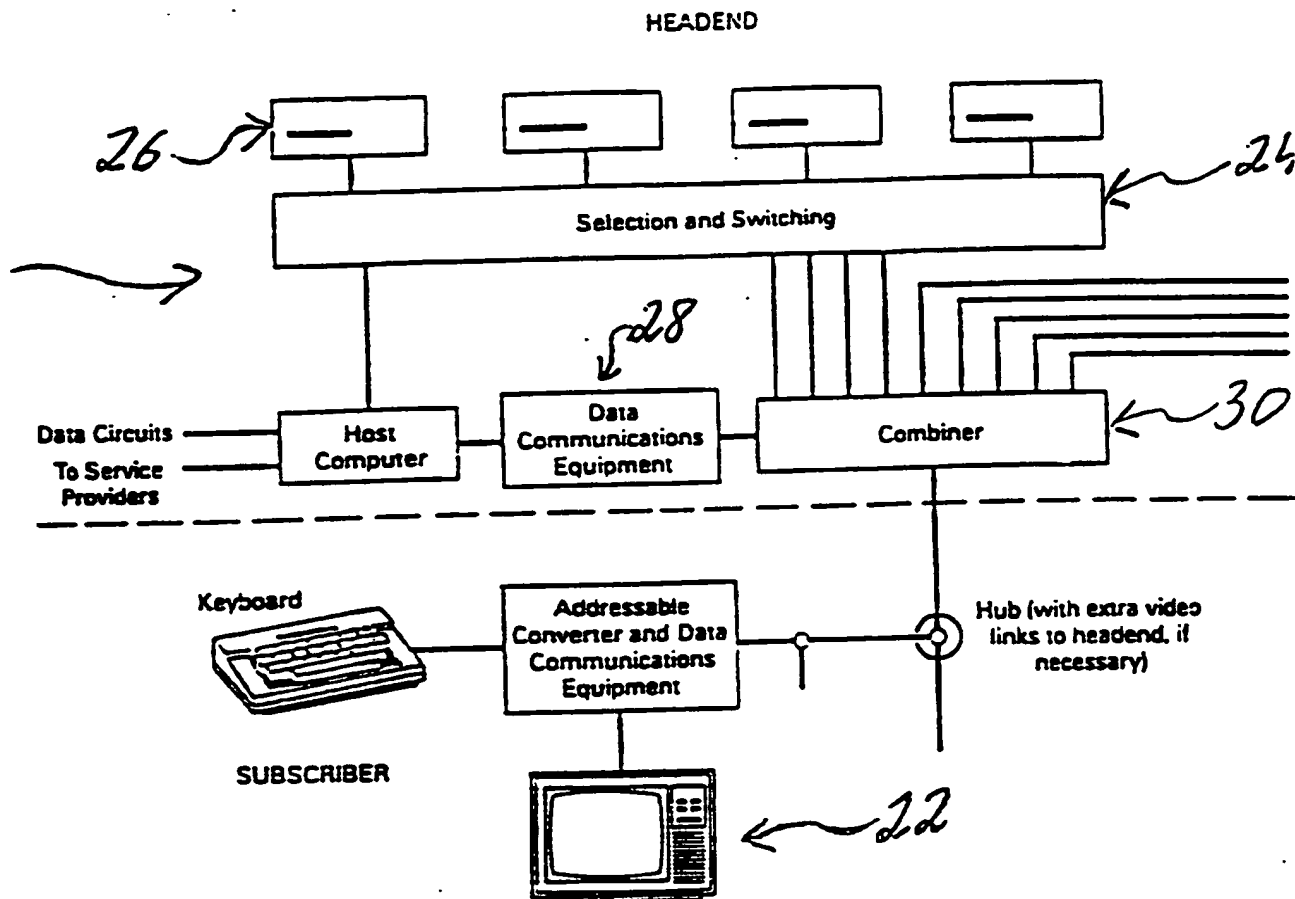 HEADEND
26
24
Selection and Switching
28
Data Circuits
To Service
Providers
Host
Computer
Data
Communications
Equipment
Combiner
30
Keyboard
Addressable
Converter and Data
Communications
Equipment
Hub (with extra video
links to headend, if
necessary)
SUBSCRIBER
22